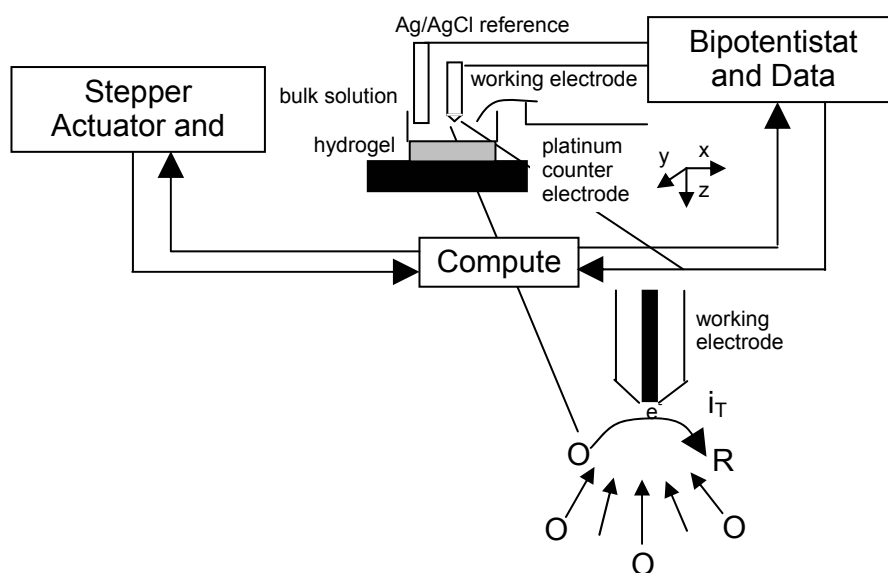 Ag/AgCl reference
Bipotentistat
and Data
Stepper
Actuator and
working electrode
bulk solution
hydrogel
platinum
counter
electrode
y
x
z
Compute
working
electrode
e-
iT
O
R
O
O
O